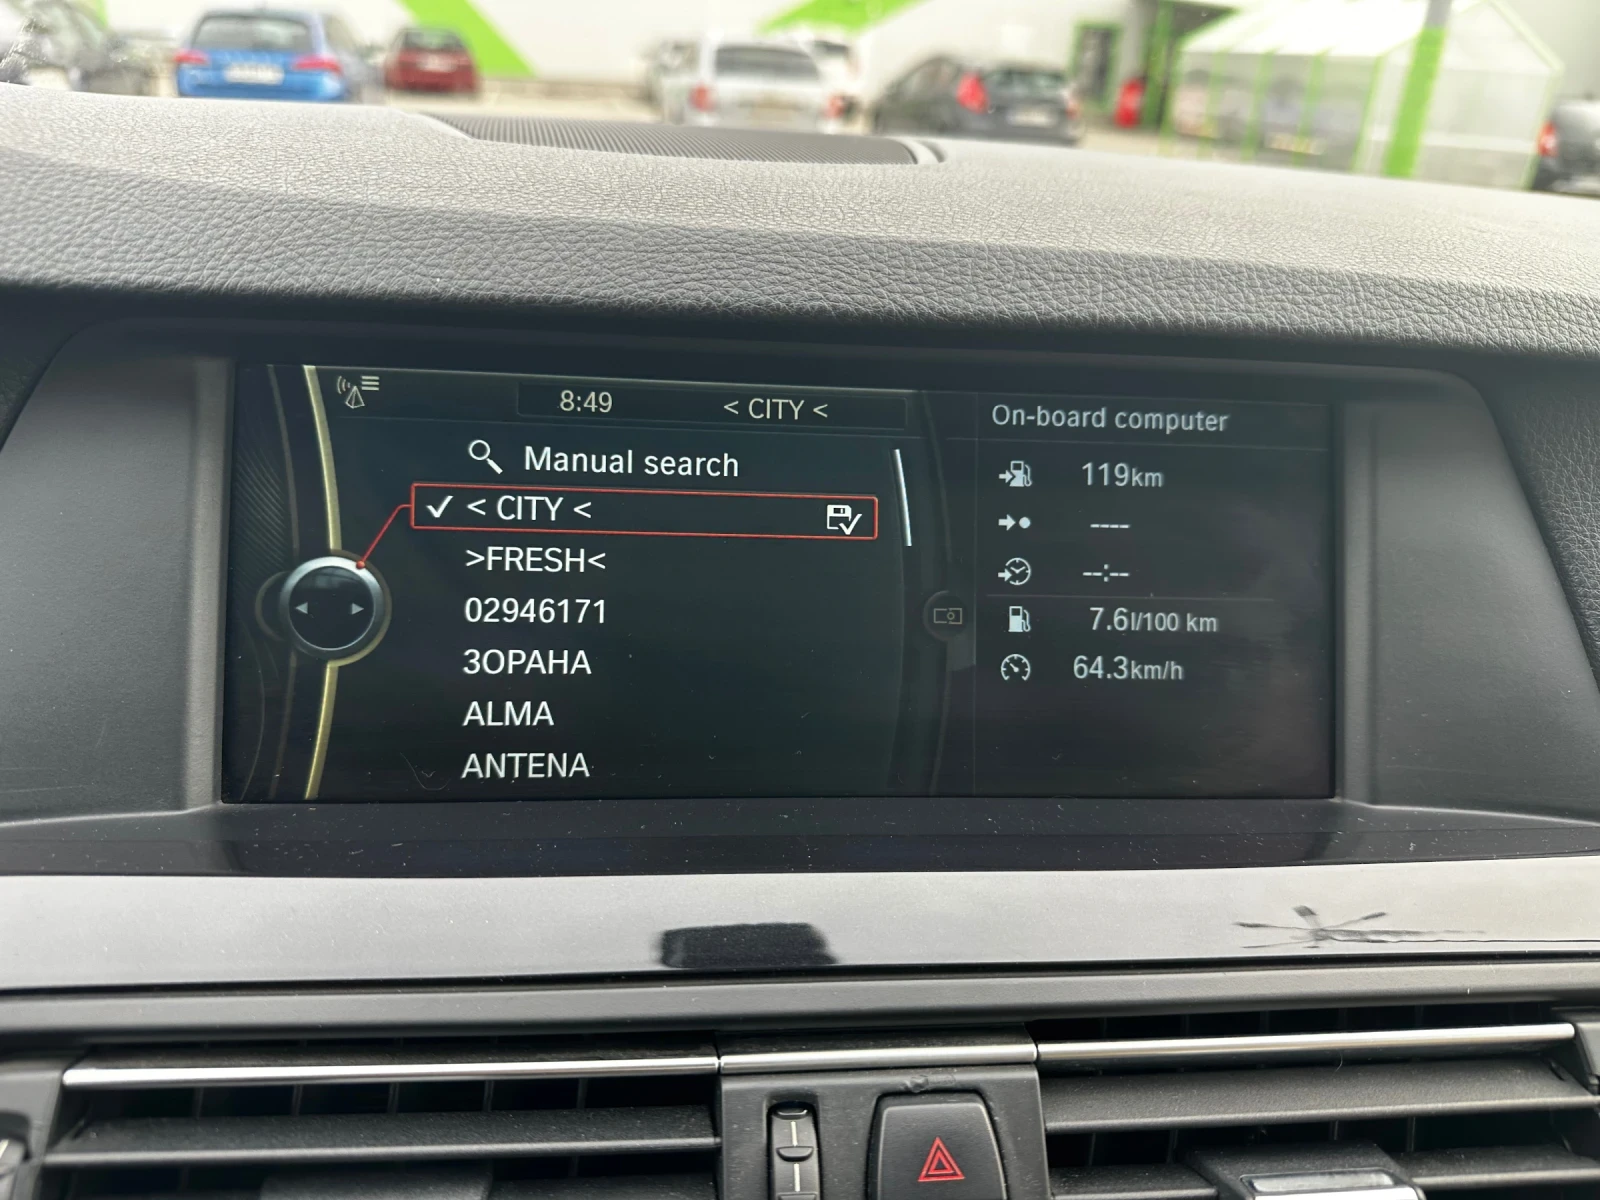 8:49 < CITY <
Manual search
< CITY <
>FRESH<
02946171
ЗОРАНА
ALMA
ANTENA
On-board computer
119km
----
--:--
7.6l/100 km
64.3km/h